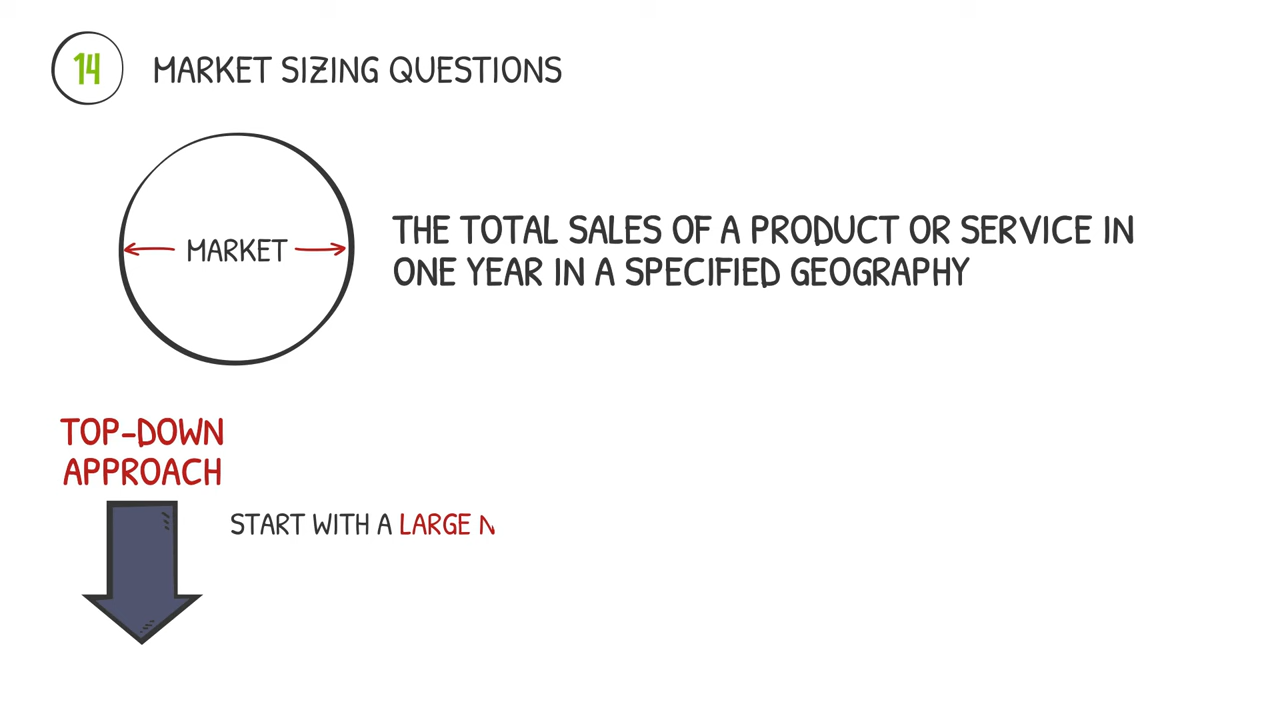 14
MARKET SIZING QUESTIONS
MARKET
THE TOTAL SALES OF A PRODUCT OR SERVICE IN
ONE YEAR IN A SPECIFIED GEOGRAPHY
TOP-DOWN
APPROACH
START WITH A LARGE